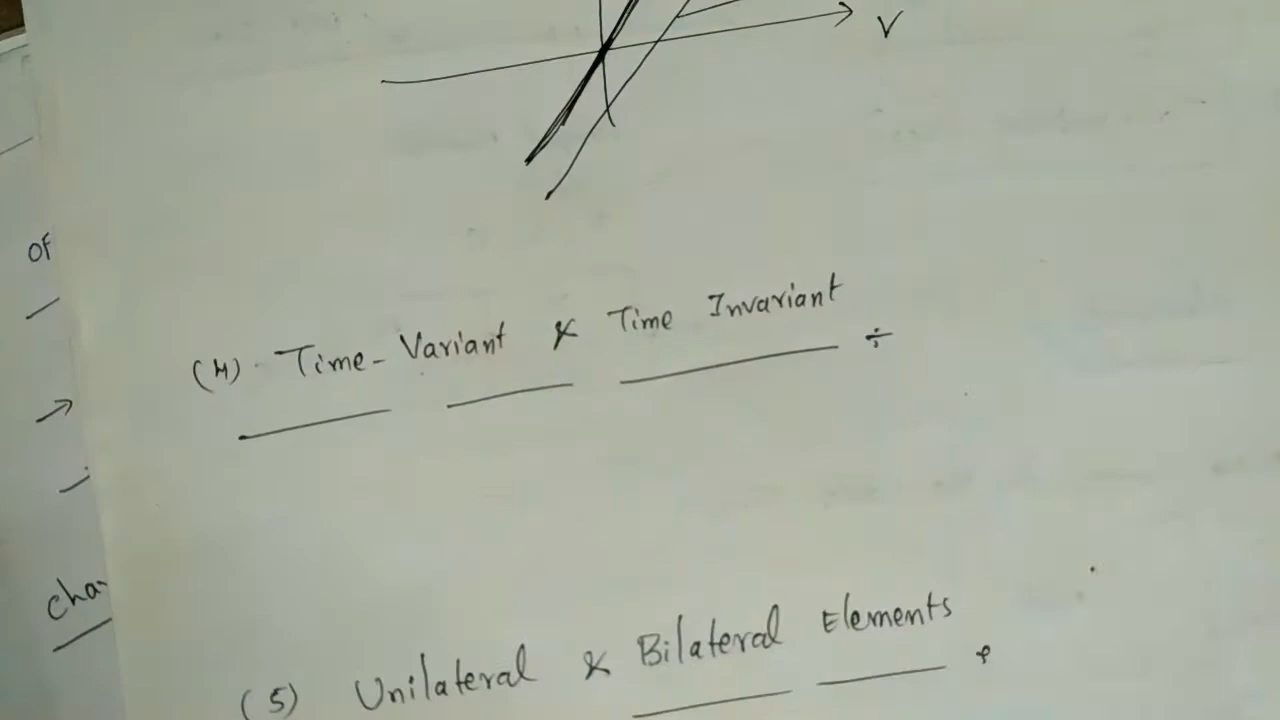 V
of
(4). Time-Variant & Time Invariant :
cha
(5) Unilateral & Bilateral Elements :